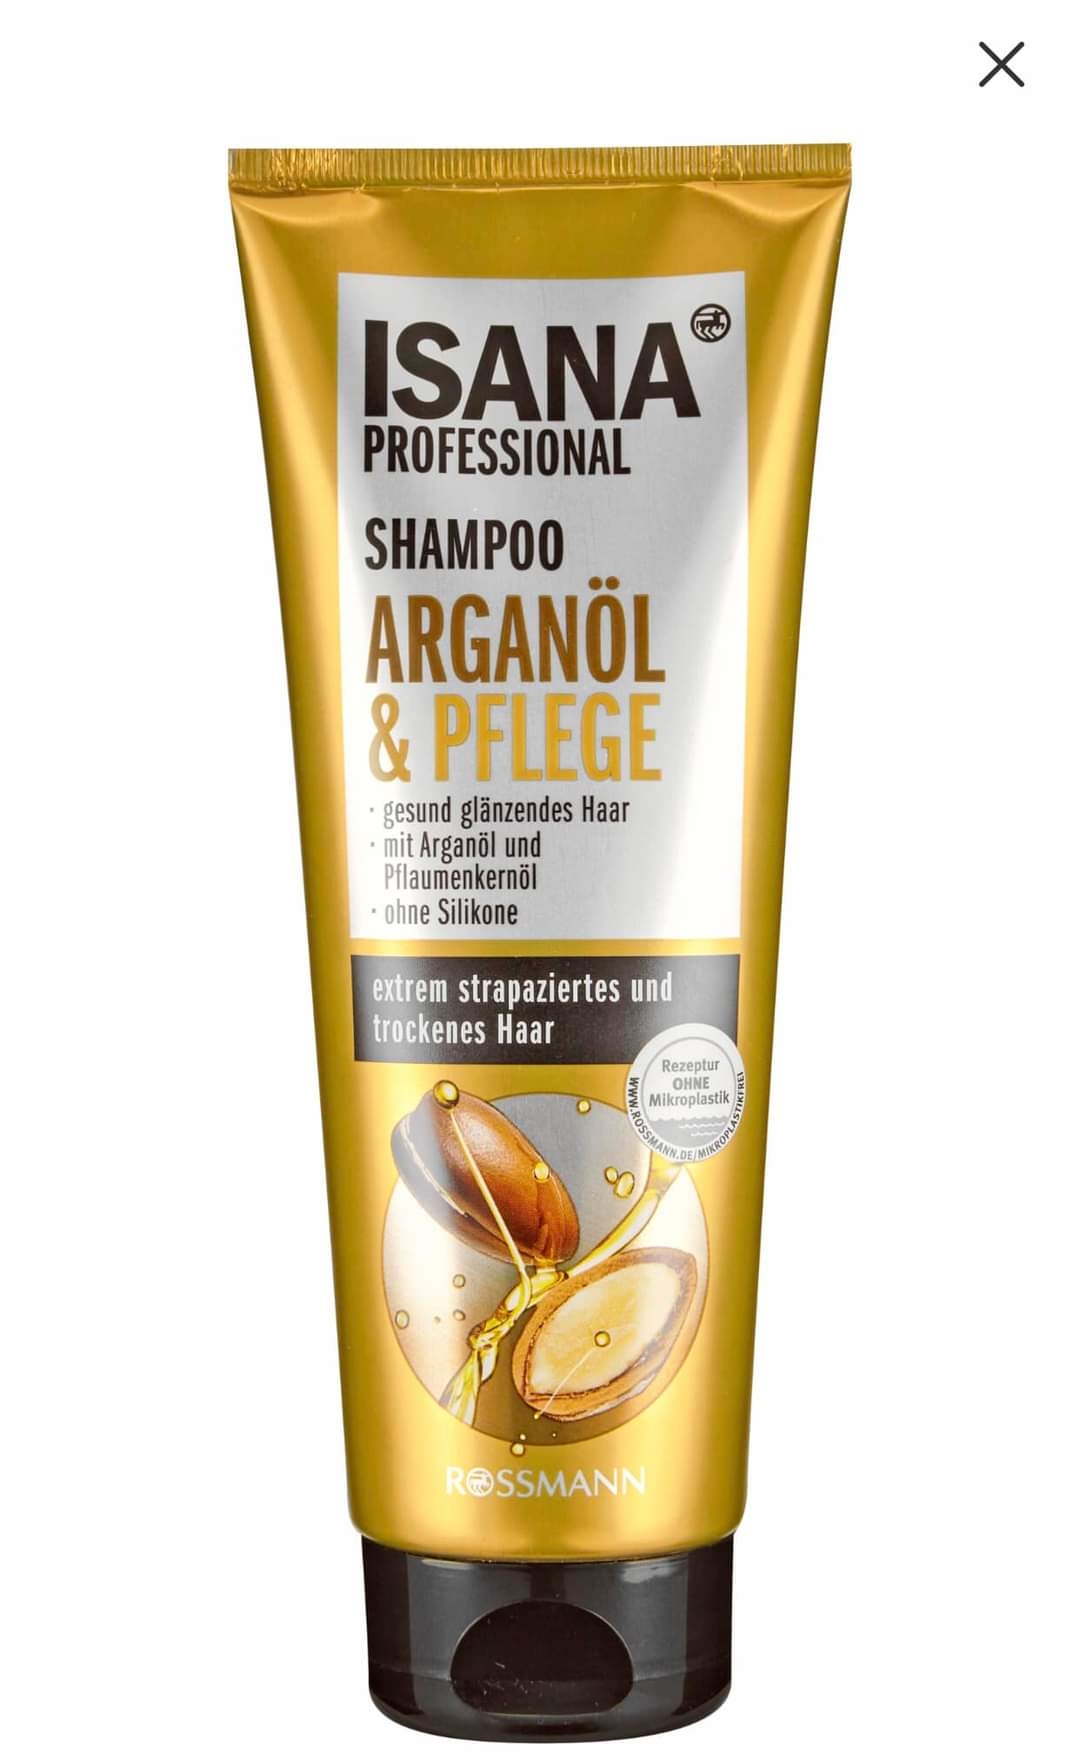 ISANA
PROFESSIONAL
SHAMPOO
ARGANÖL
& PFLEGE
· gesund glänzendes Haar
· mit Arganöl und
Pflaumenkernöl
· ohne Silikone
extrem strapaziertes und
trockenes Haar
Rezeptur
OHNE
Mikroplastik
WWW.ROSSMANN.DE/MIKROPLASTIKFREI
ROSSMANN